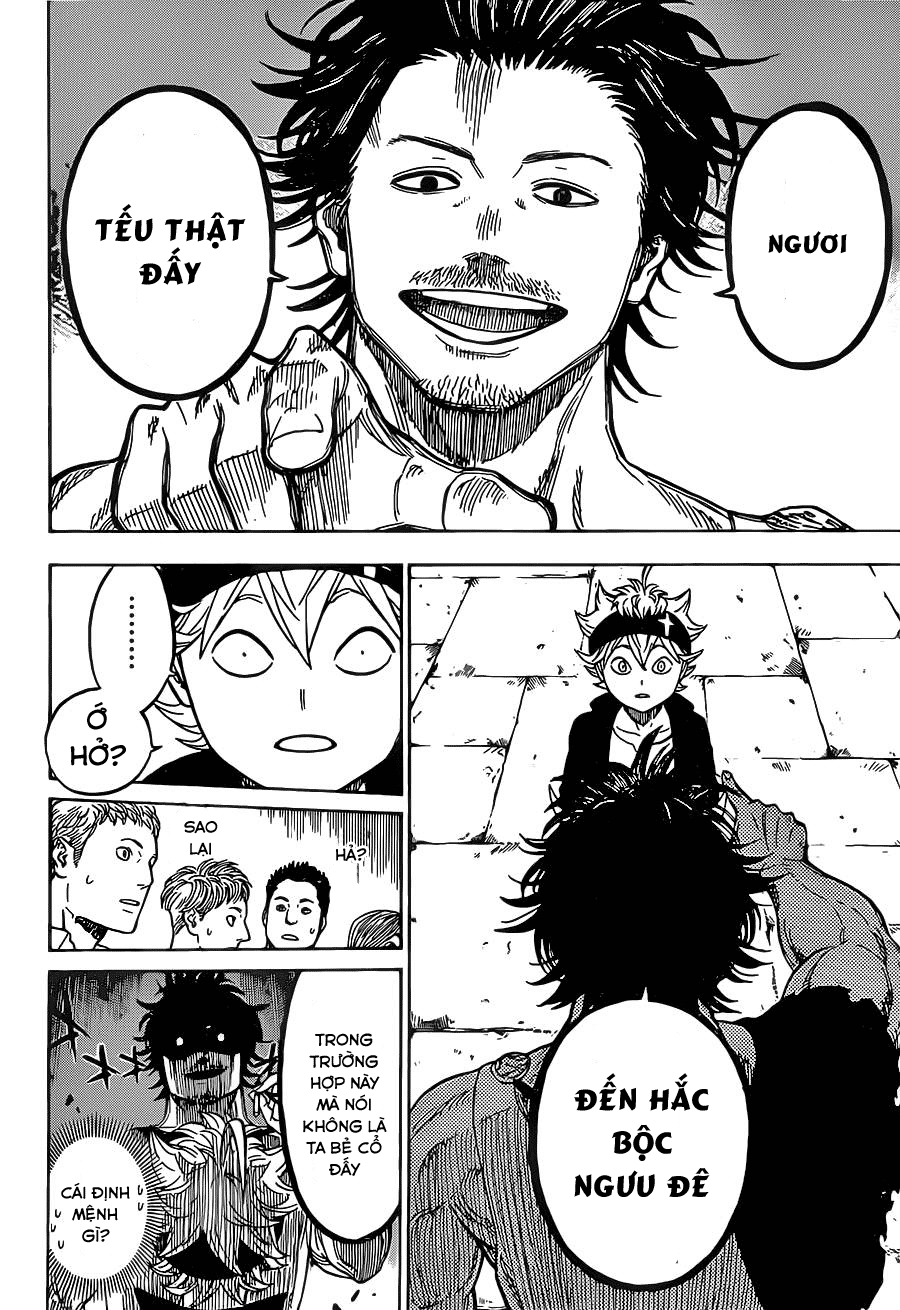 NGƯƠI
TẾU THẬT
ĐẤY
ĐẾN HẮC
BỘC
NGƯU ĐÊ
.........
Ớ
HỞ?
HẢ?
SAO
LẠI
TRONG
TRƯỜNG
HỢP NÀY
MÀ NÓI
KHÔNG LÀ
TA BẺ CỔ
ĐẤY
CÁI ĐỊNH
MỆNH
GÌ?